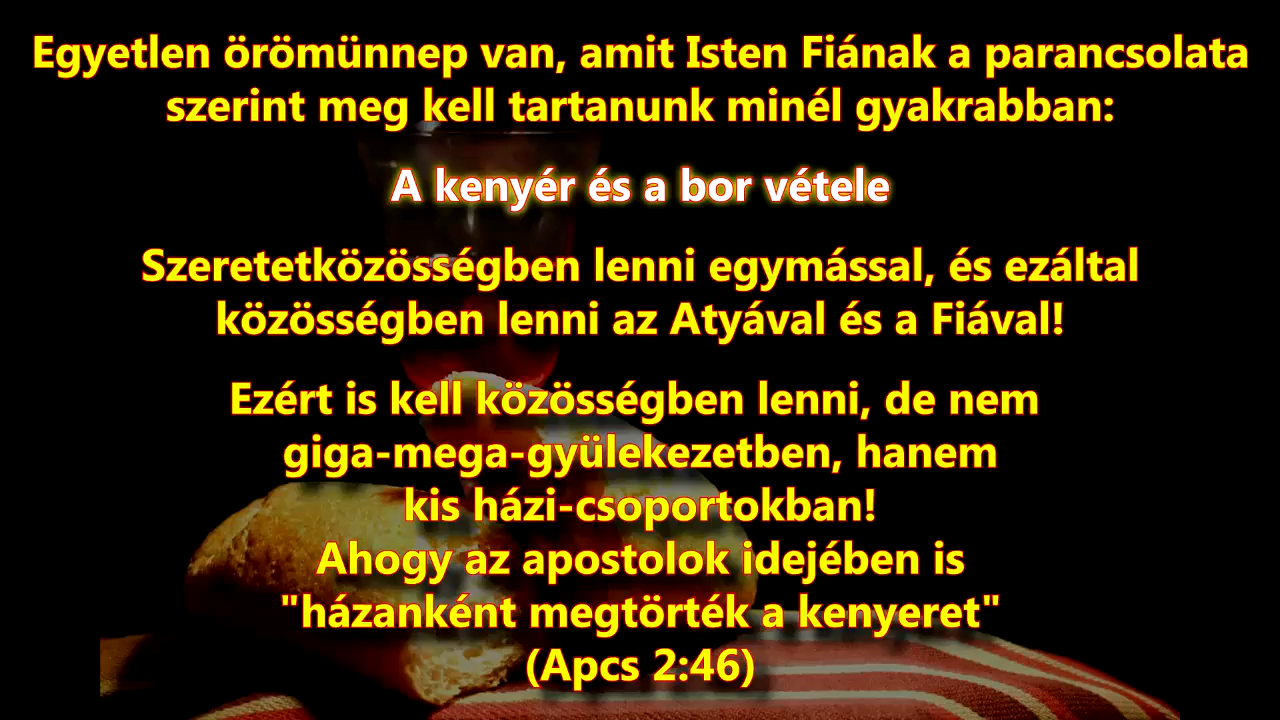 Egyetlen örömünnep van, amit Isten Fiának a parancsolata
szerint meg kell tartanunk minél gyakrabban:
A kenyér és a bor vétele
Szeretetközösségben lenni egymással, és ezáltal
közösségben lenni az Atyával és a Fiával!
Ezért is kell közösségben lenni, de nem
giga-mega-gyülekezetben, hanem
kis házi-csoportokban!
Ahogy az apostolok idejében is
"házanként megtörték a kenyeret"
(Apcs 2:46)